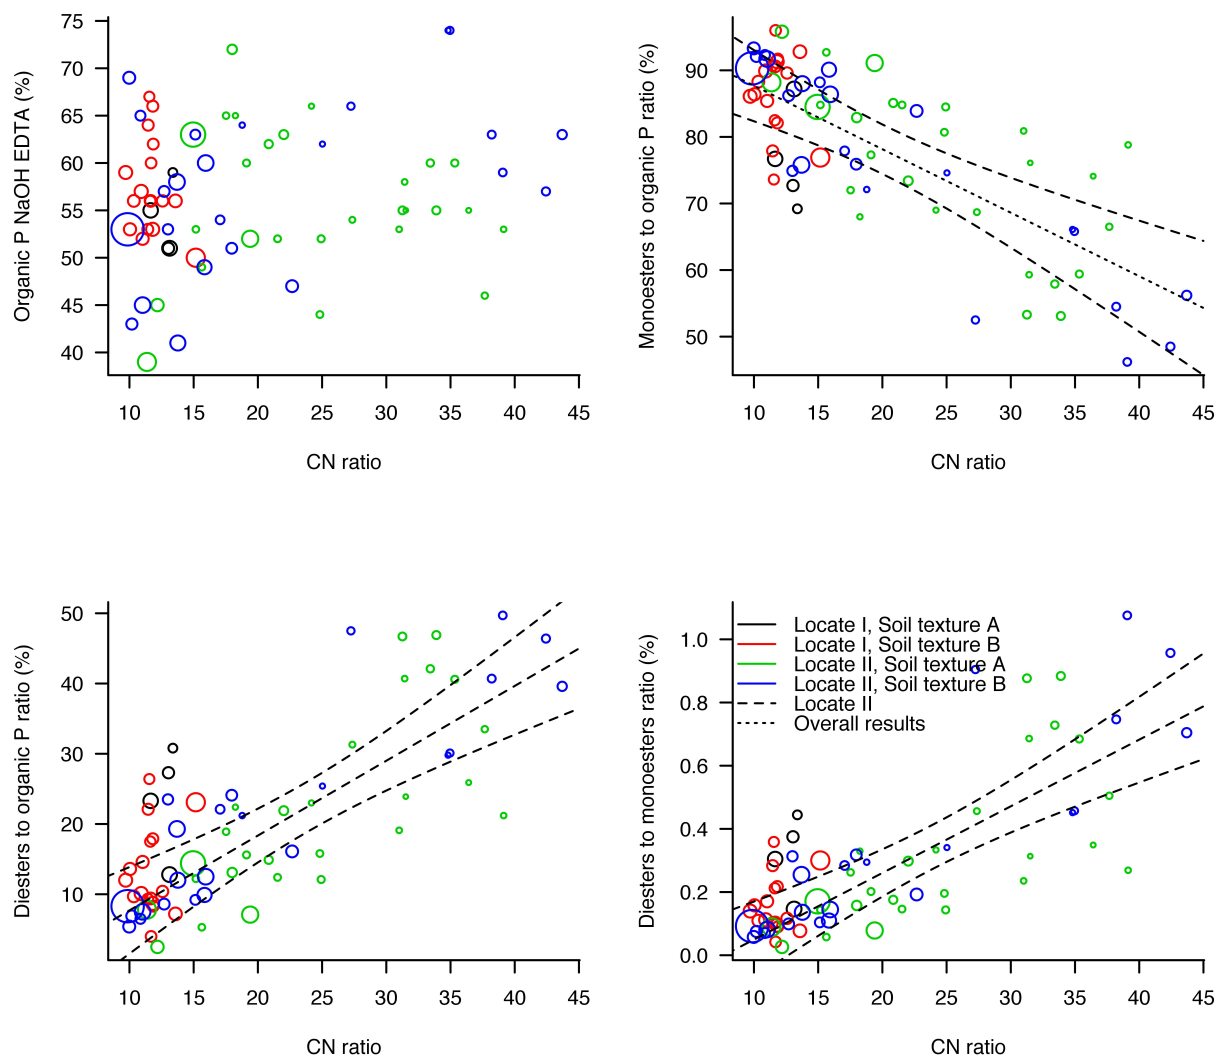 Organic P NaOH EDTA (%)
75
70
65
60
55
50
45
40
10 15 20 25 30 35 40 45
CN ratio
Monoesters to organic P ratio (%)
90
80
70
60
50
10 15 20 25 30 35 40 45
CN ratio
Diesters to organic P ratio (%)
50
40
30
20
10
10 15 20 25 30 35 40 45
CN ratio
Diesters to monoesters ratio (%)
1.0
0.8
0.6
0.4
0.2
0.0
Locate I, Soil texture A
Locate I, Soil texture B
Locate II, Soil texture A
Locate II, Soil texture B
Locate II
Overall results
10 15 20 25 30 35 40 45
CN ratio